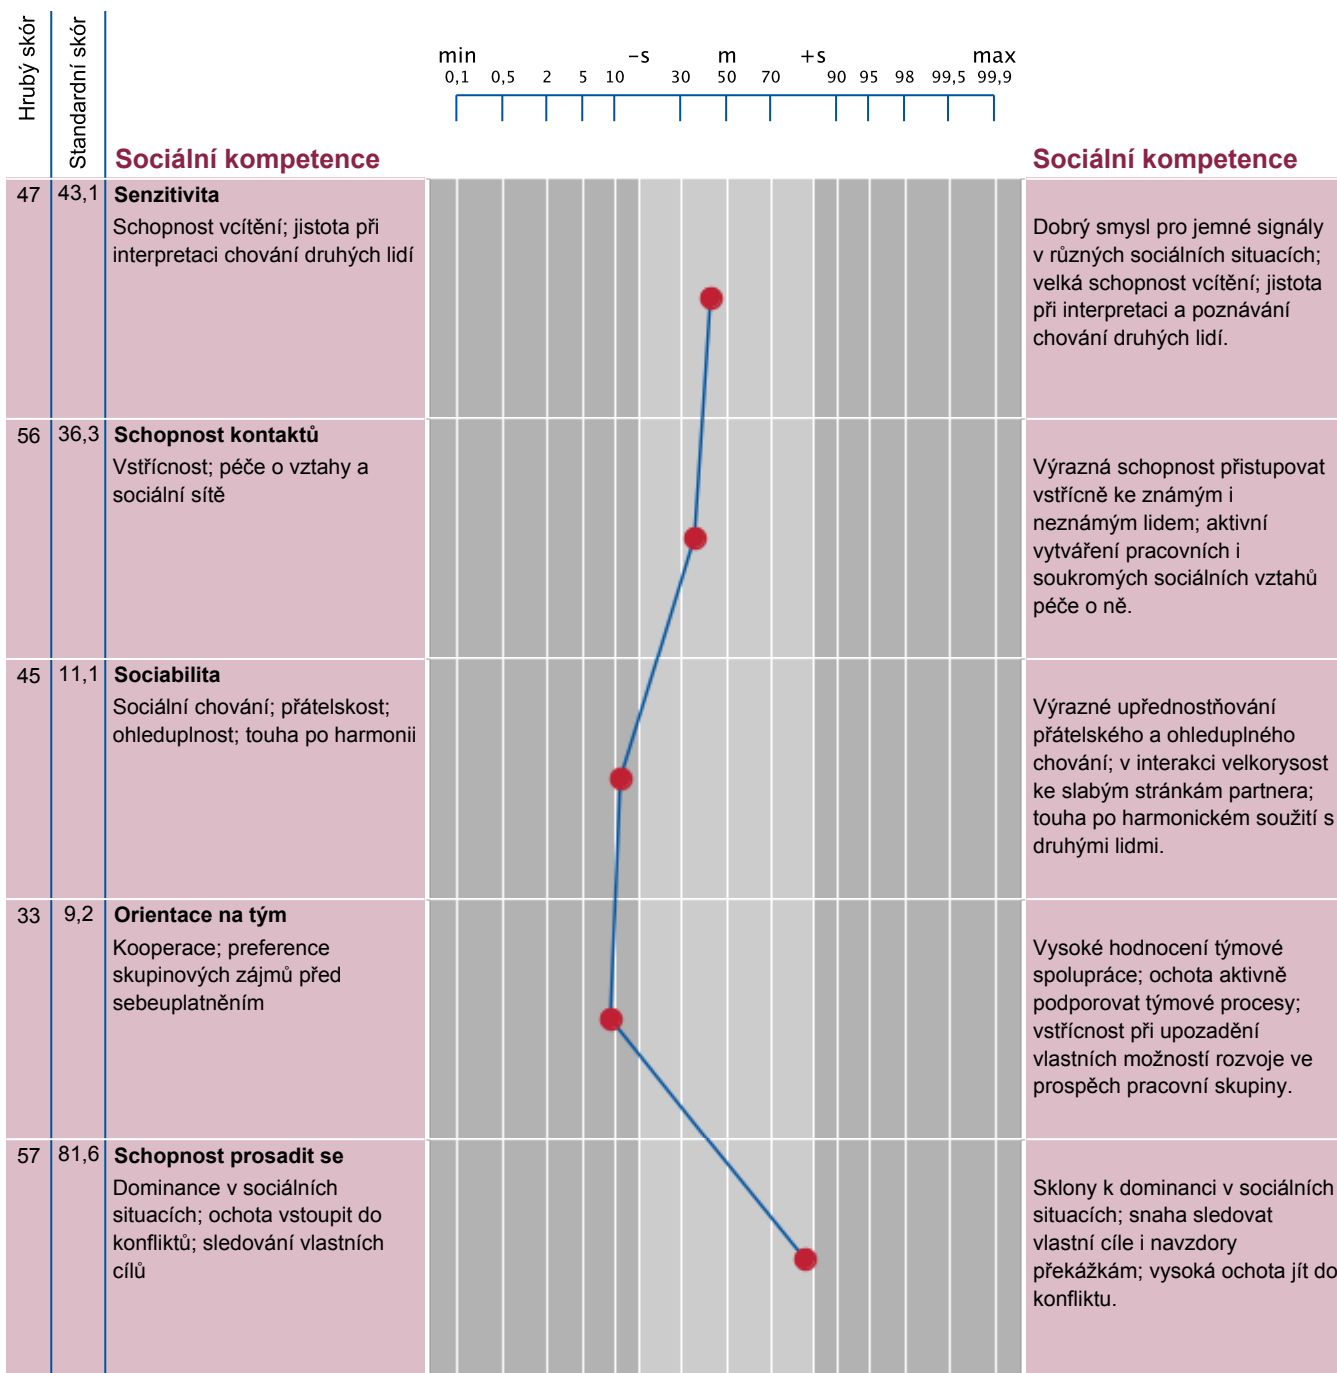 Hrubý skór
Standardní skór
min -s m +s max
0,1 0,5 2 5 10 30 50 70 90 95 98 99,5 99,9
Sociální kompetence
Sociální kompetence
47 43,1 Senzitivita
Schopnost vcítění; jistota při
interpretaci chování druhých lidí
Dobrý smysl pro jemné signály
v různých sociálních situacích;
velká schopnost vcítění; jistota
při interpretaci a poznávání
chování druhých lidí.
56 36,3 Schopnost kontaktů
Vstřícnost; péče o vztahy a
sociální sítě
Výrazná schopnost přistupovat
vstřícně ke známým i
neznámým lidem; aktivní
vytváření pracovních i
soukromých sociálních vztahů
péče o ně.
45 11,1 Sociabilita
Sociální chování; přátelskost;
ohleduplnost; touha po harmonii
Výrazné upřednostňování
přátelského a ohleduplného
chování; v interakci velkorysost
ke slabým stránkám partnera;
touha po harmonickém soužití s
druhými lidmi.
33 9,2 Orientace na tým
Kooperace; preference
skupinových zájmů před
sebeuplatněním
Vysoké hodnocení týmové
spolupráce; ochota aktivně
podporovat týmové procesy;
vstřícnost při upozadění
vlastních možností rozvoje ve
prospěch pracovní skupiny.
57 81,6 Schopnost prosadit se
Dominance v sociálních
situacích; ochota vstoupit do
konfliktů; sledování vlastních
cílů
Sklony k dominanci v sociálních
situacích; snaha sledovat
vlastní cíle i navzdory
překážkám; vysoká ochota jít do
konfliktu.